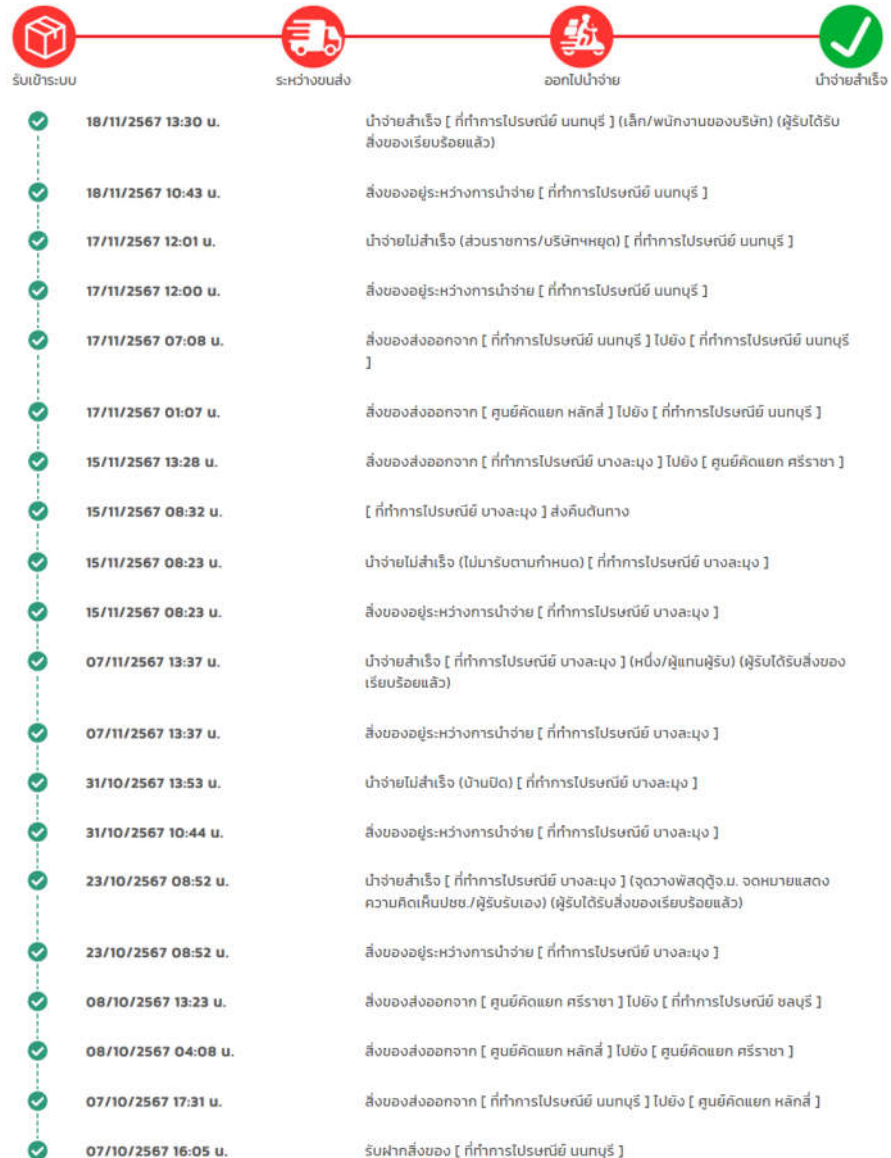 รับเข้าระบบ
ระหว่างขนส่ง
ออกไปนำจ่าย
นำจ่ายสำเร็จ
18/11/2567 13:30 น. นำจ่ายสำเร็จ [ ที่ทำการไปรษณีย์ นนทบุรี ] (เล็ก/พนักงานของบริษัท) (ผู้รับได้รับ
สิ่งของเรียบร้อยแล้ว)
18/11/2567 10:43 น. สิ่งของอยู่ระหว่างการนำจ่าย [ ที่ทำการไปรษณีย์ นนทบุรี ]
17/11/2567 12:01 น. นำจ่ายไม่สำเร็จ (ส่วนราชการ/บริษัทฯหยุด) [ ที่ทำการไปรษณีย์ นนทบุรี ]
17/11/2567 12:00 น. สิ่งของอยู่ระหว่างการนำจ่าย [ ที่ทำการไปรษณีย์ นนทบุรี ]
17/11/2567 07:08 น. สิ่งของส่งออกจาก [ ที่ทำการไปรษณีย์ นนทบุรี ] ไปยัง [ ที่ทำการไปรษณีย์ นนทบุรี
]
17/11/2567 01:07 น. สิ่งของส่งออกจาก [ ศูนย์คัดแยก หลักสี่ ] ไปยัง [ ที่ทำการไปรษณีย์ นนทบุรี ]
15/11/2567 13:28 น. สิ่งของส่งออกจาก [ ที่ทำการไปรษณีย์ บางละมุง ] ไปยัง [ ศูนย์คัดแยก ศรีราชา ]
15/11/2567 08:32 น. [ ที่ทำการไปรษณีย์ บางละมุง ] ส่งคืนต้นทาง
15/11/2567 08:23 น. นำจ่ายไม่สำเร็จ (ไม่มารับตามกำหนด) [ ที่ทำการไปรษณีย์ บางละมุง ]
15/11/2567 08:23 น. สิ่งของอยู่ระหว่างการนำจ่าย [ ที่ทำการไปรษณีย์ บางละมุง ]
07/11/2567 13:37 น. นำจ่ายสำเร็จ [ ที่ทำการไปรษณีย์ บางละมุง ] (หนึ่ง/ผู้แทนผู้รับ) (ผู้รับได้รับสิ่งของ
เรียบร้อยแล้ว)
07/11/2567 13:37 น. สิ่งของอยู่ระหว่างการนำจ่าย [ ที่ทำการไปรษณีย์ บางละมุง ]
31/10/2567 13:53 น. นำจ่ายไม่สำเร็จ (บ้านปิด) [ ที่ทำการไปรษณีย์ บางละมุง ]
31/10/2567 10:44 น. สิ่งของอยู่ระหว่างการนำจ่าย [ ที่ทำการไปรษณีย์ บางละมุง ]
23/10/2567 08:52 น. นำจ่ายสำเร็จ [ ที่ทำการไปรษณีย์ บางละมุง ] (จุดวางพัสดุตู้จ.ม. จดหมายแสดง
ความคิดเห็นปชช./ผู้รับรับเอง) (ผู้รับได้รับสิ่งของเรียบร้อยแล้ว)
23/10/2567 08:52 น. สิ่งของอยู่ระหว่างการนำจ่าย [ ที่ทำการไปรษณีย์ บางละมุง ]
08/10/2567 13:23 น. สิ่งของส่งออกจาก [ ศูนย์คัดแยก ศรีราชา ] ไปยัง [ ที่ทำการไปรษณีย์ ชลบุรี ]
08/10/2567 04:08 น. สิ่งของส่งออกจาก [ ศูนย์คัดแยก หลักสี่ ] ไปยัง [ ศูนย์คัดแยก ศรีราชา ]
07/10/2567 17:31 น. สิ่งของส่งออกจาก [ ที่ทำการไปรษณีย์ นนทบุรี ] ไปยัง [ ศูนย์คัดแยก หลักสี่ ]
07/10/2567 16:05 น. รับฝากสิ่งของ [ ที่ทำการไปรษณีย์ นนทบุรี ]